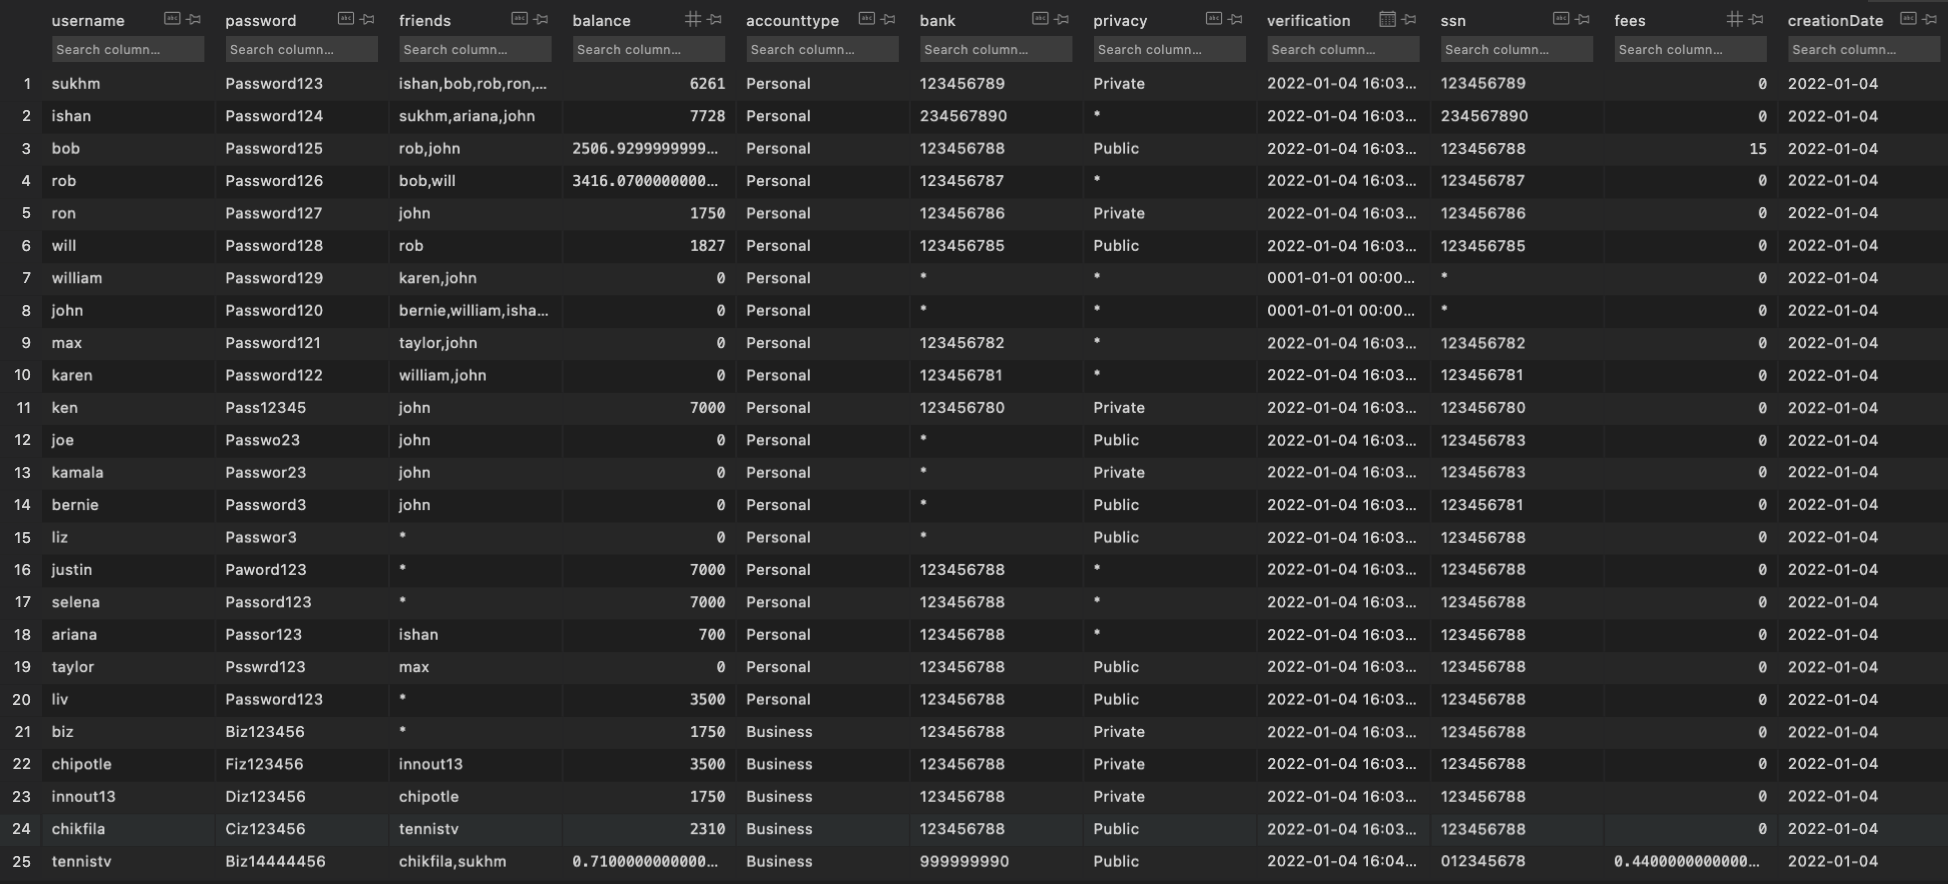 username password friends balance accounttype bank privacy verification ssn fees creationDate
Search column... Search column... Search column... Search column... Search column... Search column... Search column... Search column... Search column... Search column... Search column...
1 sukhm Password123 ishan,bob,rob,ron,... 6261 Personal 123456789 Private 2022-01-04 16:03... 123456789 0 2022-01-04
2 ishan Password124 sukhm,ariana,john 7728 Personal 234567890 * 2022-01-04 16:03... 234567890 0 2022-01-04
3 bob Password125 rob,john 2506.9299999999... Personal 123456788 Public 2022-01-04 16:03... 123456788 15 2022-01-04
4 rob Password126 bob,will 3416.0700000000... Personal 123456787 * 2022-01-04 16:03... 123456787 0 2022-01-04
5 ron Password127 john 1750 Personal 123456786 Private 2022-01-04 16:03... 123456786 0 2022-01-04
6 will Password128 rob 1827 Personal 123456785 Public 2022-01-04 16:03... 123456785 0 2022-01-04
7 william Password129 karen,john 0 Personal * * 0001-01-01 00:00... * 0 2022-01-04
8 john Password120 bernie,william,isha... 0 Personal * * 0001-01-01 00:00... * 0 2022-01-04
9 max Password121 taylor,john 0 Personal 123456782 * 2022-01-04 16:03... 123456782 0 2022-01-04
10 karen Password122 william,john 0 Personal 123456781 * 2022-01-04 16:03... 123456781 0 2022-01-04
11 ken Pass12345 john 7000 Personal 123456780 Private 2022-01-04 16:03... 123456780 0 2022-01-04
12 joe Passwo23 john 0 Personal * Public 2022-01-04 16:03... 123456783 0 2022-01-04
13 kamala Passwor23 john 0 Personal * Private 2022-01-04 16:03... 123456783 0 2022-01-04
14 bernie Password3 john 0 Personal * Public 2022-01-04 16:03... 123456781 0 2022-01-04
15 liz Passwor3 * 0 Personal * Public 2022-01-04 16:03... 123456788 0 2022-01-04
16 justin Paword123 * 7000 Personal 123456788 * 2022-01-04 16:03... 123456788 0 2022-01-04
17 selena Passord123 * 7000 Personal 123456788 * 2022-01-04 16:03... 123456788 0 2022-01-04
18 ariana Passor123 ishan 700 Personal 123456788 * 2022-01-04 16:03... 123456788 0 2022-01-04
19 taylor Psswrd123 max 0 Personal 123456788 Public 2022-01-04 16:03... 123456788 0 2022-01-04
20 liv Password123 * 3500 Personal 123456788 Public 2022-01-04 16:03... 123456788 0 2022-01-04
21 biz Biz123456 * 1750 Business 123456788 Private 2022-01-04 16:03... 123456788 0 2022-01-04
22 chipotle Fiz123456 innout13 3500 Business 123456788 Private 2022-01-04 16:03... 123456788 0 2022-01-04
23 innout13 Diz123456 chipotle 1750 Business 123456788 Private 2022-01-04 16:03... 123456788 0 2022-01-04
24 chikfila Ciz123456 tennistv 2310 Business 123456788 Public 2022-01-04 16:03... 123456788 0 2022-01-04
25 tennistv Biz14444456 chikfila,sukhm 0.7100000000000... Business 999999990 Public 2022-01-04 16:04... 012345678 0.4400000000000... 2022-01-04